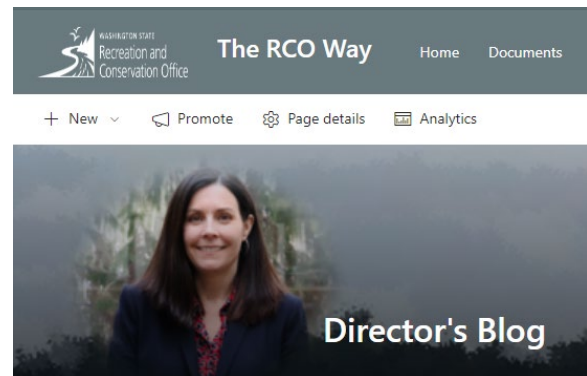 WASHINGTON STATE
Recreation and
Conservation Office
The RCO Way
Home
Documents
New
Promote
Page details
Analytics
Director's Blog